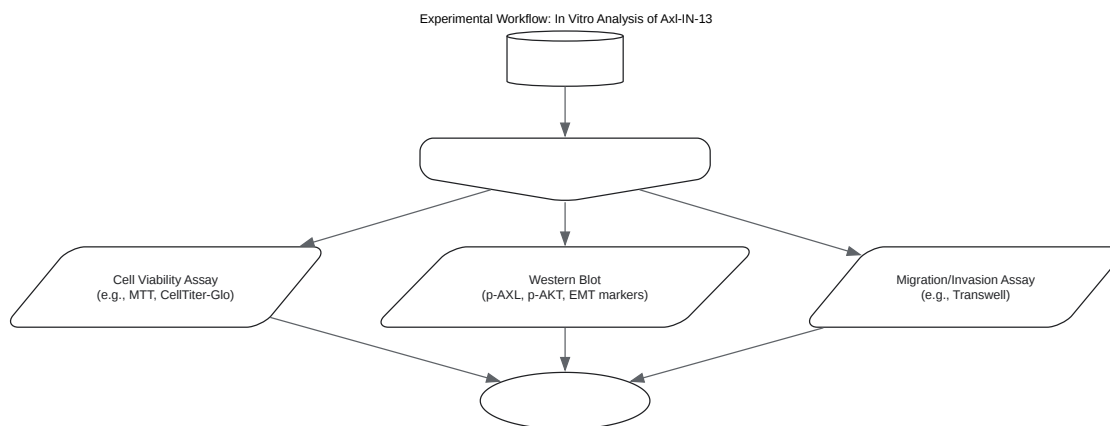 Experimental Workflow: In Vitro Analysis of Axl-IN-13
Cell Viability Assay
(e.g., MTT, CellTiter-Glo)
Western Blot
(p-AXL, p-AKT, EMT markers)
Migration/Invasion Assay
(e.g., Transwell)